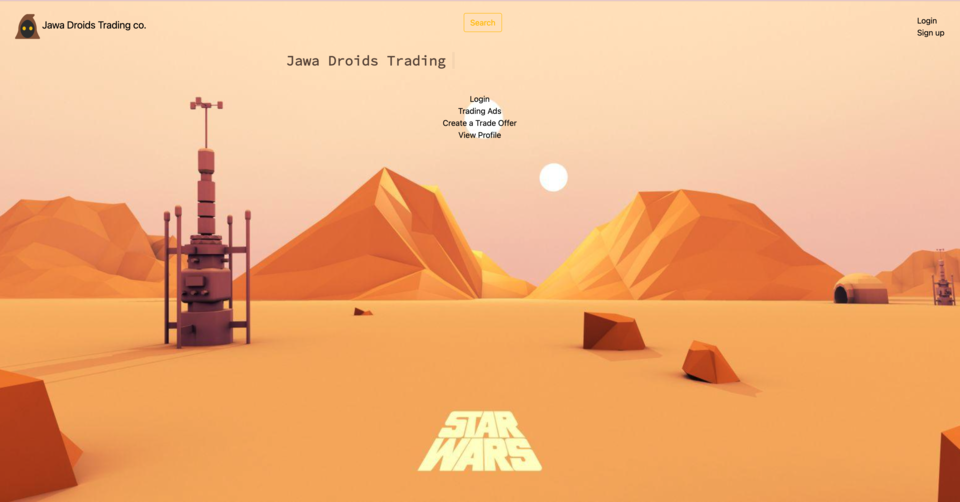 Jawa Droids Trading co.
Search
Login
Sign up
Jawa Droids Trading
Login
Trading Ads
Create a Trade Offer
View Profile
STAR
WARS